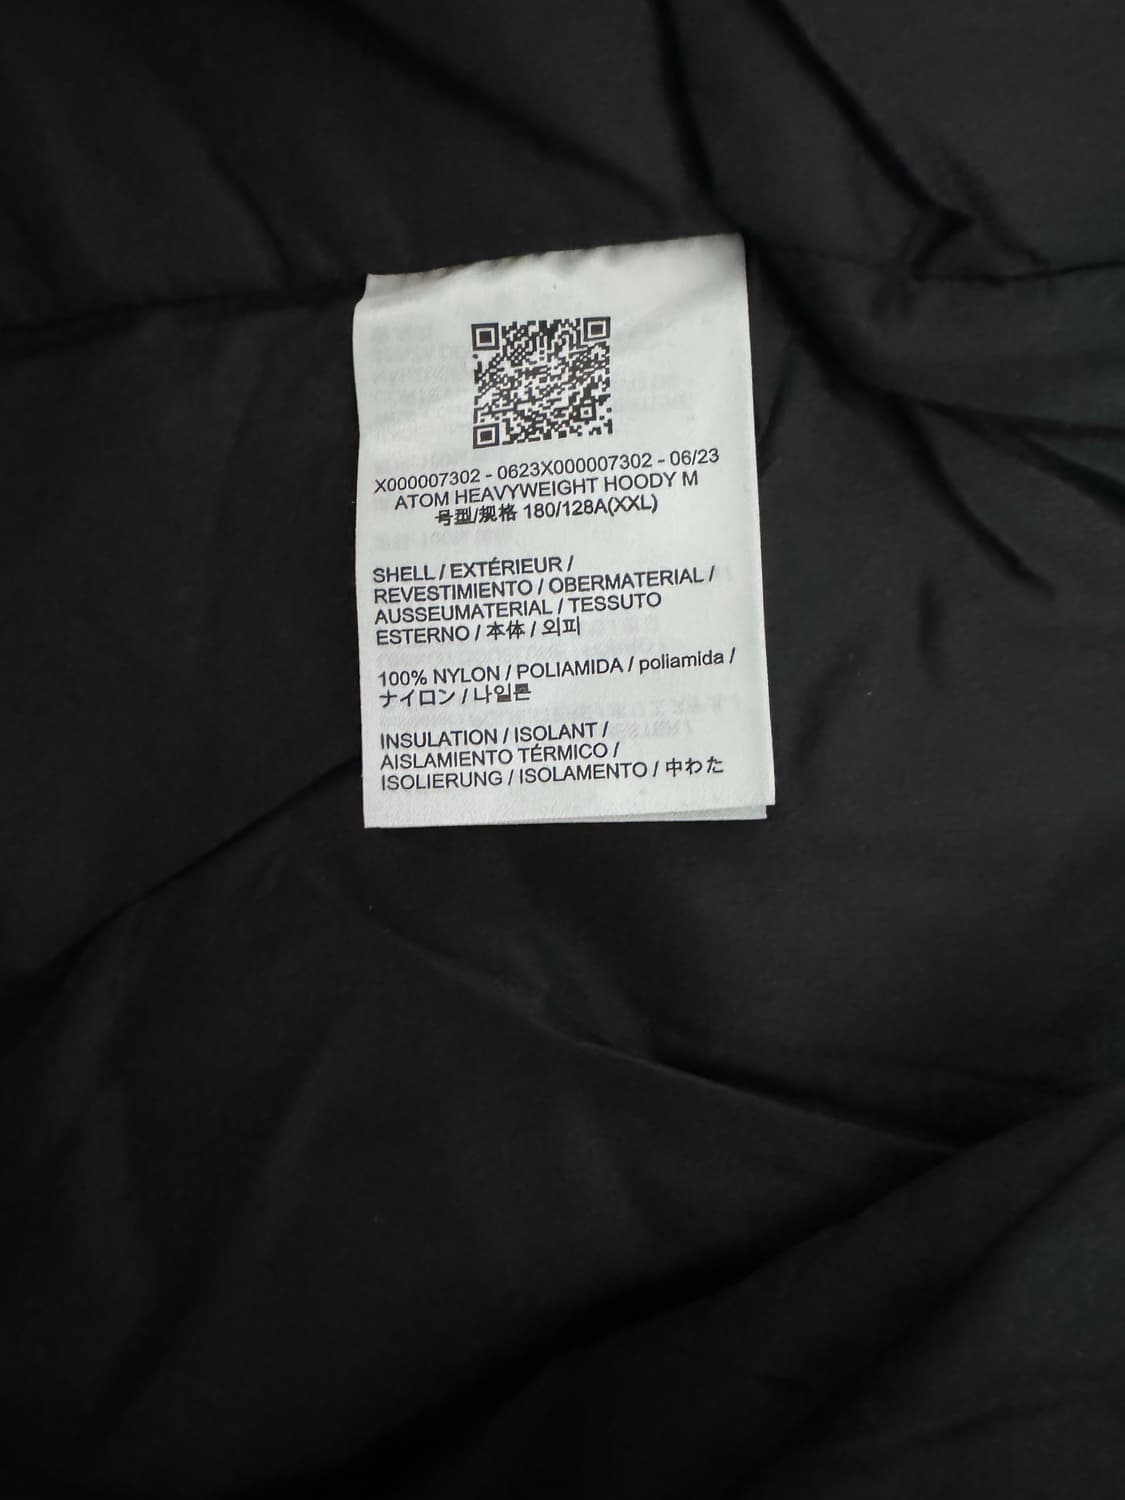 X000007302 - 0623X000007302 - 06/23
ATOM HEAVYWEIGHT HOODY M
号型/规格 180/128A(XXL)
SHELL / EXTÉRIEUR /
REVESTIMIENTO / OBERMATERIAL /
AUSSEUMATERIAL / TESSUTO
ESTERNO / 本体 / 외피
100% NYLON / POLIAMIDA / poliamida /
ナイロン / 나일론
INSULATION / ISOLANT /
AISLAMIENTO TÉRMICO /
ISOLIERUNG / ISOLAMENTO / 中わた